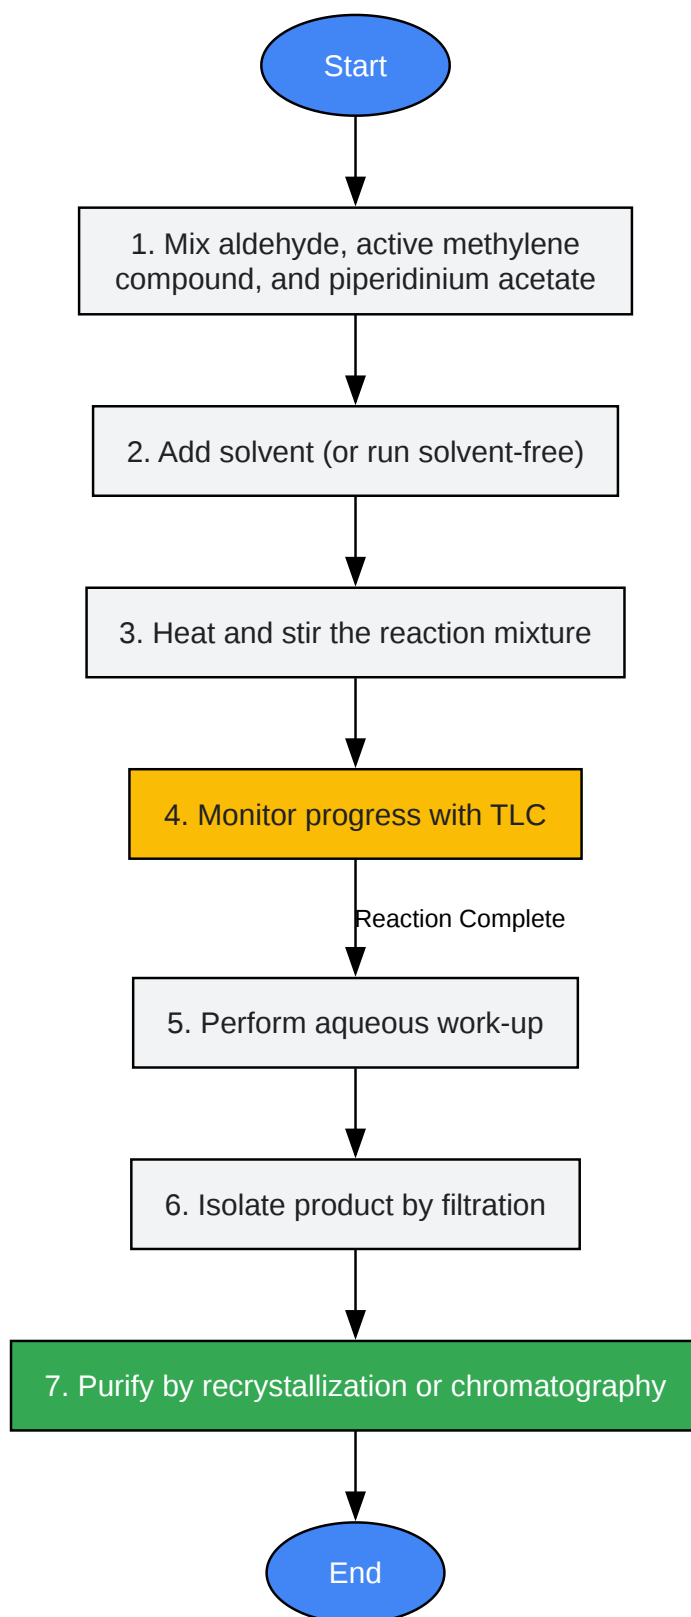 Start
1. Mix aldehyde, active methylene
compound, and piperidinium acetate
2. Add solvent (or run solvent-free)
3. Heat and stir the reaction mixture
4. Monitor progress with TLC
Reaction Complete
5. Perform aqueous work-up
6. Isolate product by filtration
7. Purify by recrystallization or chromatography
End